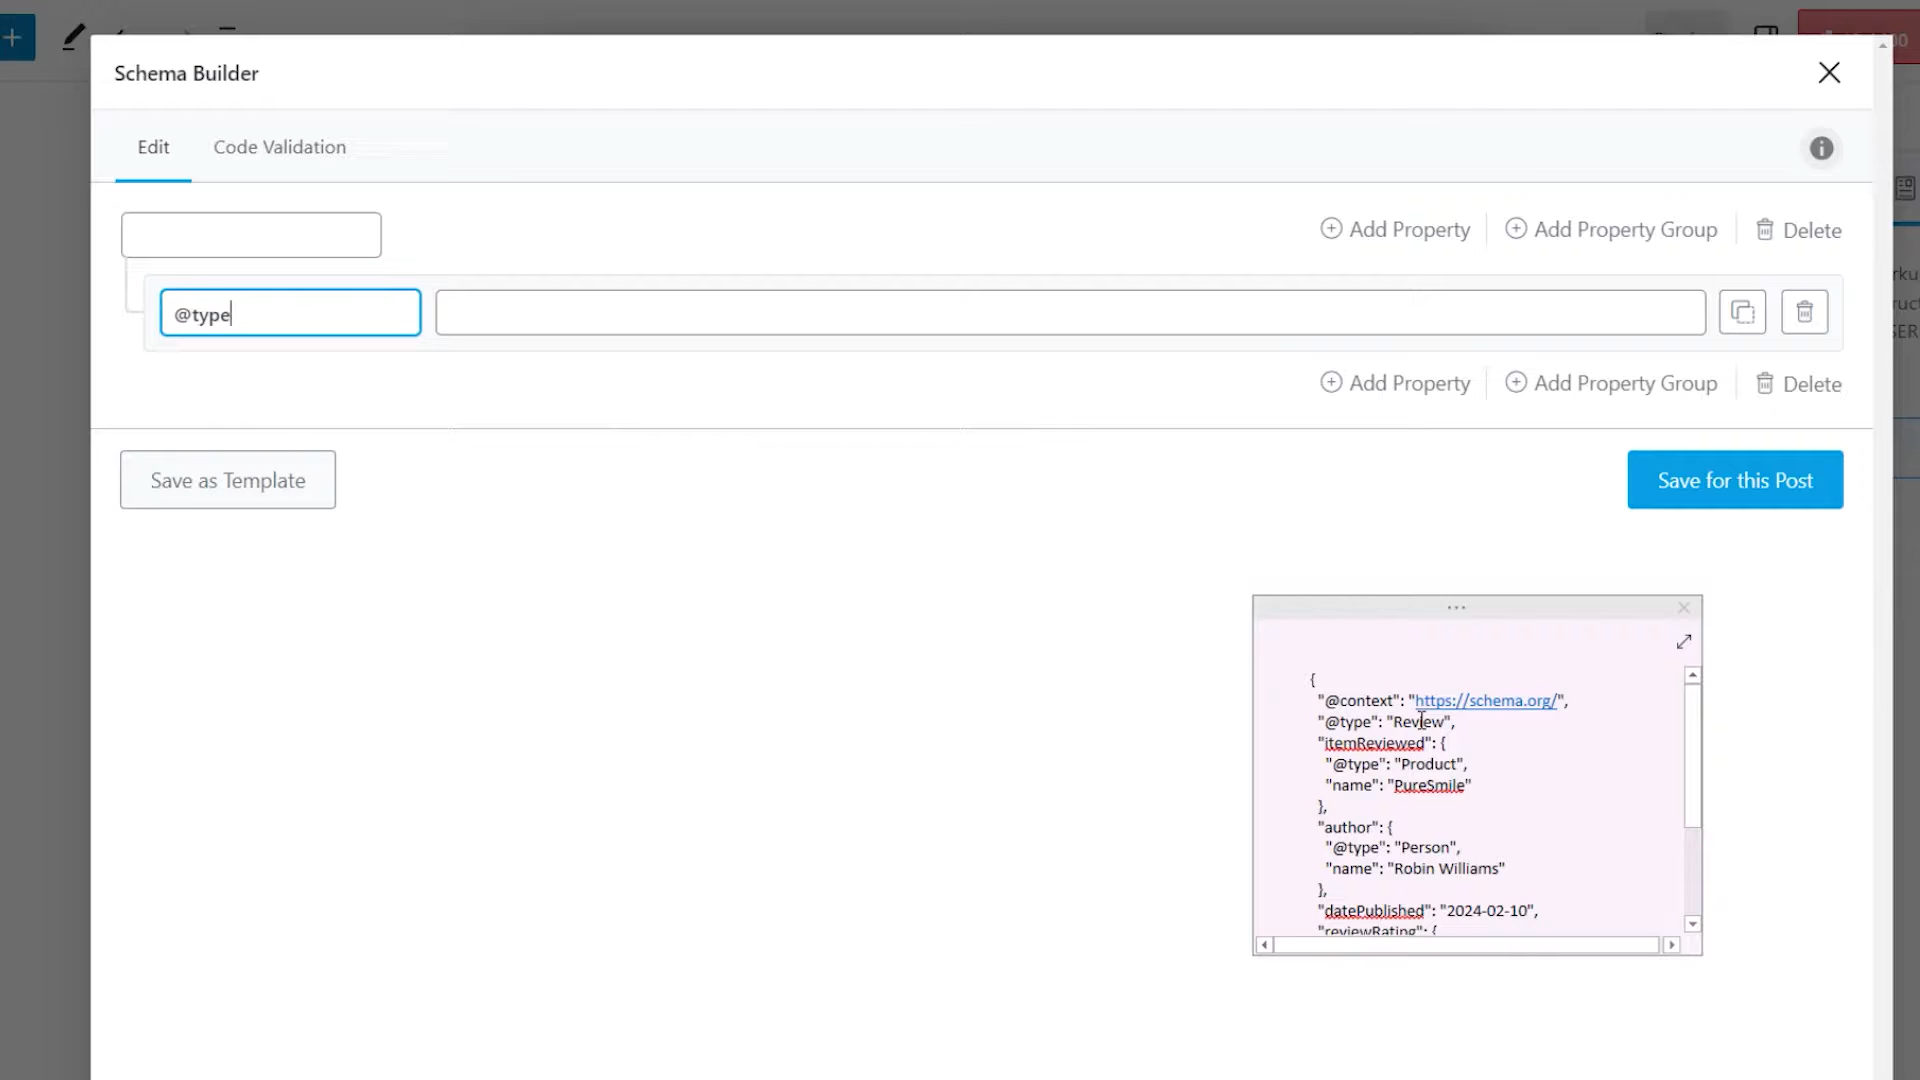 Schema Builder
Edit
Code Validation
Add Property
Add Property Group
Delete
@type
Add Property
Add Property Group
Delete
Save as Template
Save for this Post
{
"@context": "https://schema.org/",
"@type": "Review",
"itemReviewed": {
"@type": "Product",
"name": "PureSmile"
},
"author": {
"@type": "Person",
"name": "Robin Williams"
},
"datePublished": "2024-02-10",
"reviewRating": {